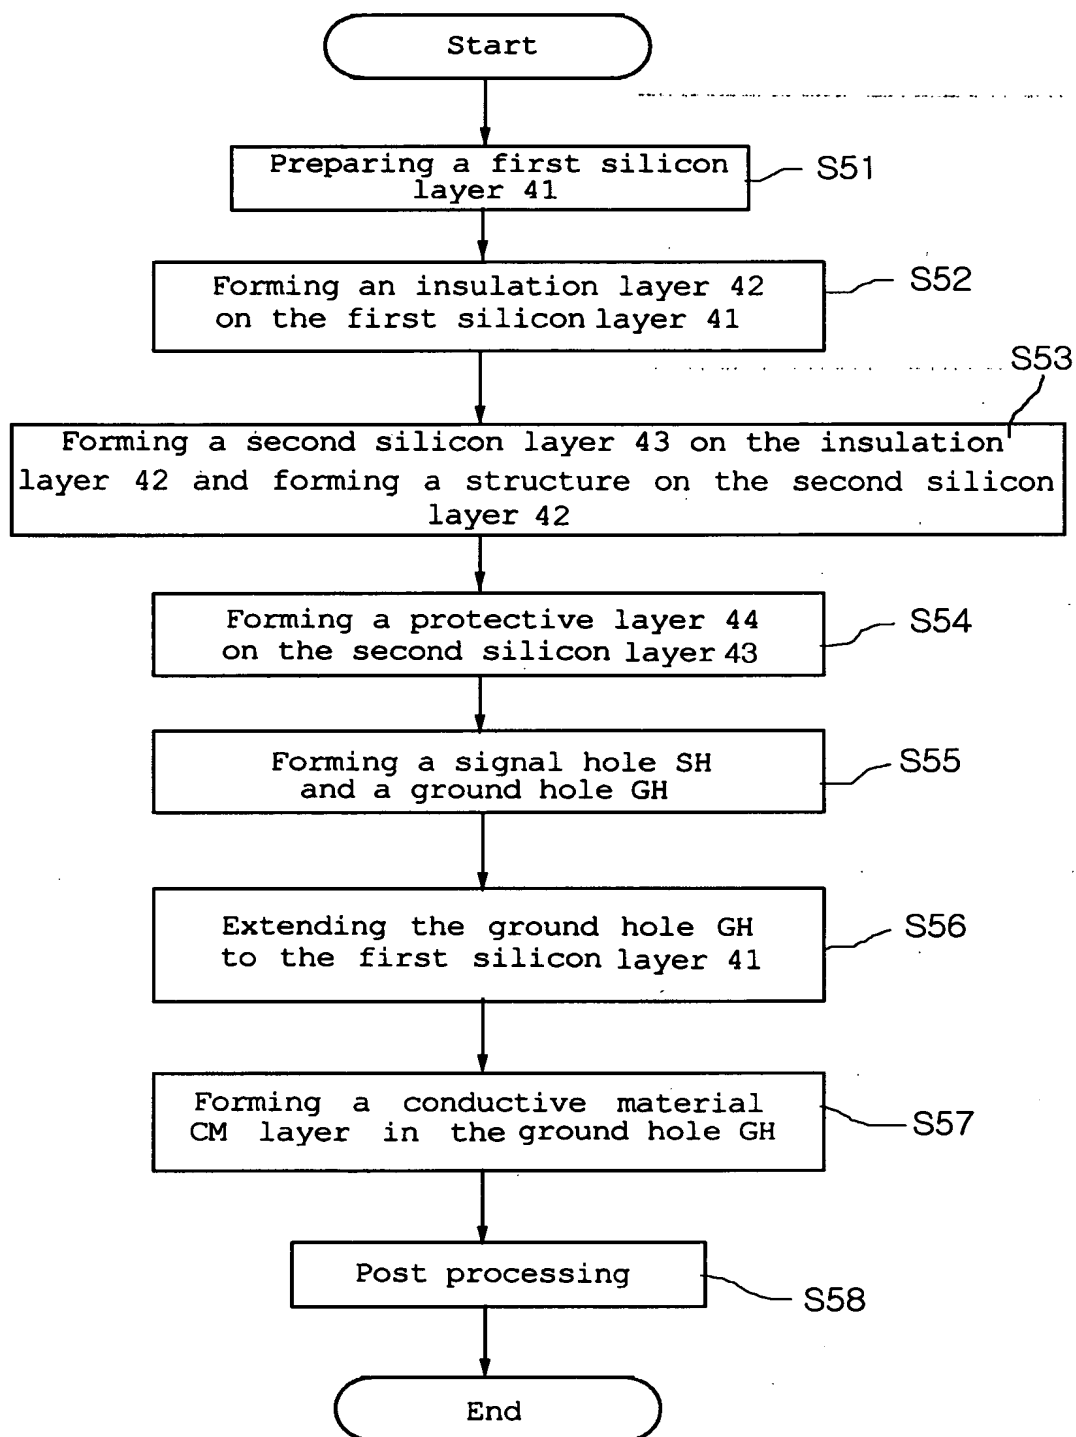 Start
Preparing a first silicon
layer 41
S51
Forming an insulation layer 42
on the first silicon layer 41
S52
S53
Forming a second silicon layer 43 on the insulation
layer 42 and forming a structure on the second silicon
layer 42
Forming a protective layer 44
on the second silicon layer 43
S54
Forming a signal hole SH
and a ground hole GH
S55
Extending the ground hole GH
to the first silicon layer 41
S56
Forming a conductive material
CM layer in the ground hole GH
S57
Post processing
S58
End